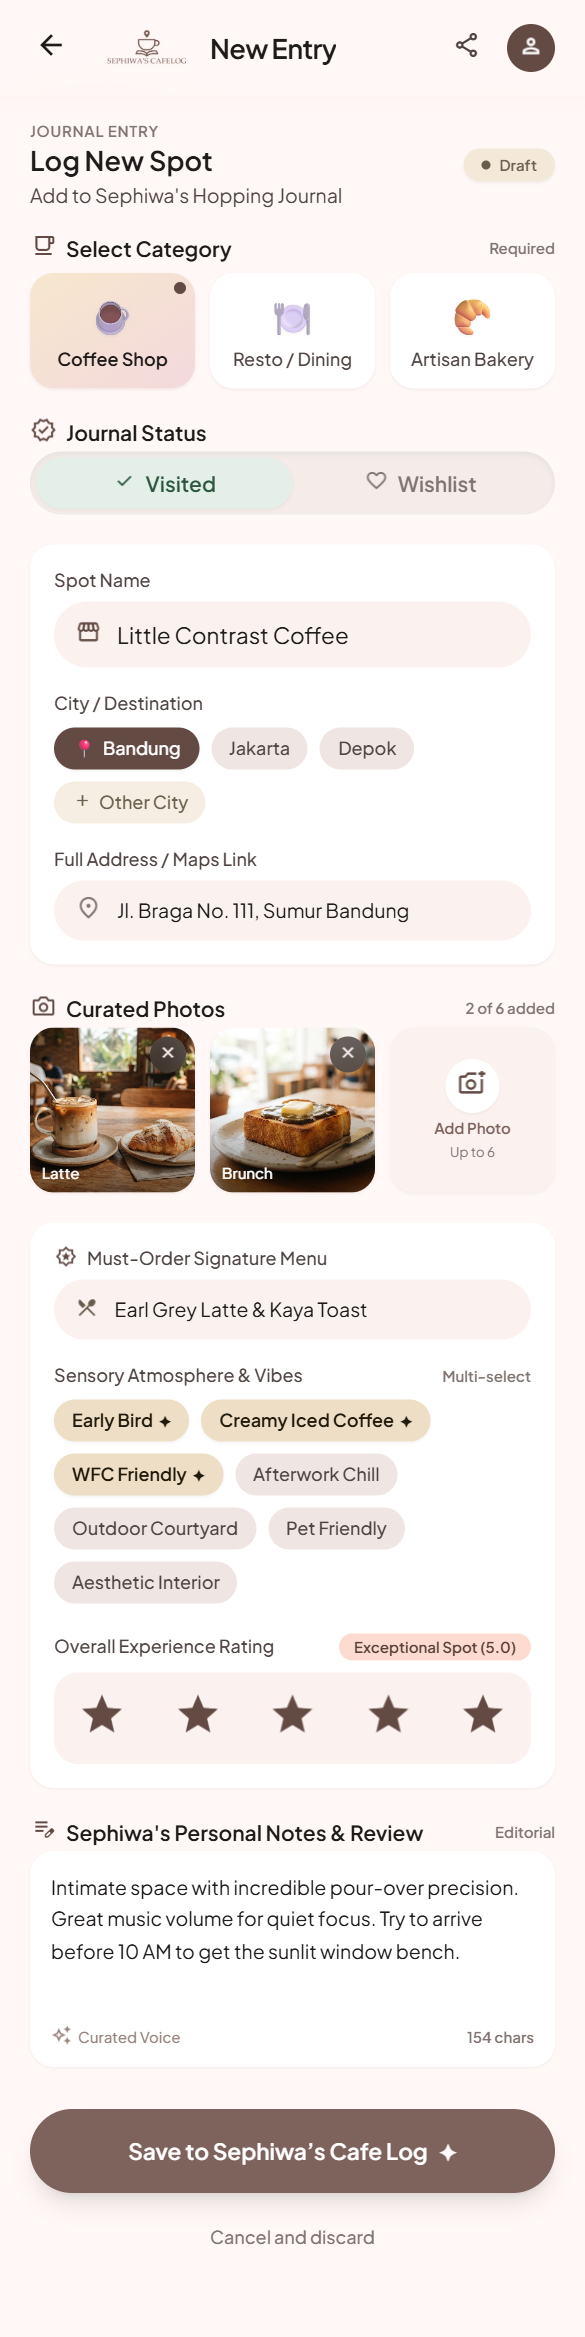 SEPHIWA'S CAFELOG
New Entry
JOURNAL ENTRY
Log New Spot
Draft
Add to Sephiwa's Hopping Journal
Select Category
Required
Coffee Shop
Resto / Dining
Artisan Bakery
Journal Status
Visited
Wishlist
Spot Name
Little Contrast Coffee
City / Destination
Bandung
Jakarta
Depok
+ Other City
Full Address / Maps Link
Jl. Braga No. 111, Sumur Bandung
Curated Photos
2 of 6 added
Latte
Brunch
Add Photo
Up to 6
Must-Order Signature Menu
Earl Grey Latte & Kaya Toast
Sensory Atmosphere & Vibes
Multi-select
Early Bird ✦
Creamy Iced Coffee ✦
WFC Friendly ✦
Afterwork Chill
Outdoor Courtyard
Pet Friendly
Aesthetic Interior
Overall Experience Rating
Exceptional Spot (5.0)
Sephiwa's Personal Notes & Review
Editorial
Intimate space with incredible pour-over precision.
Great music volume for quiet focus. Try to arrive
before 10 AM to get the sunlit window bench.
Curated Voice
154 chars
Save to Sephiwa’s Cafe Log ✦
Cancel and discard